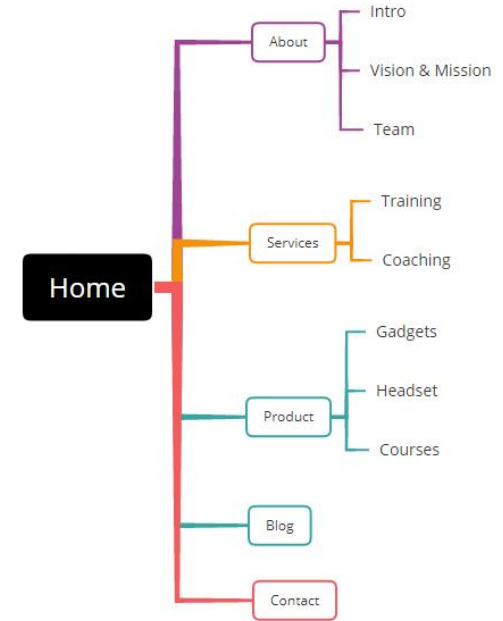 Home
About
Intro
Vision & Mission
Team
Services
Training
Coaching
Product
Gadgets
Headset
Courses
Blog
Contact